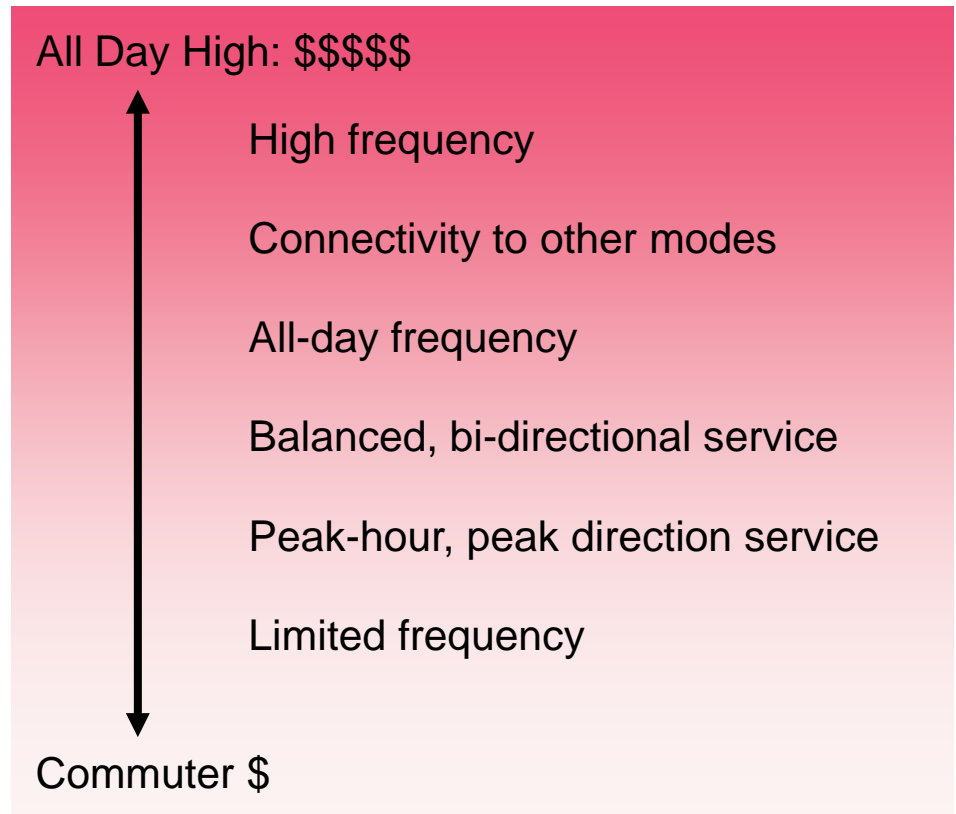 All Day High: $$$$$
High frequency
Connectivity to other modes
All-day frequency
Balanced, bi-directional service
Peak-hour, peak direction service
Limited frequency
Commuter $